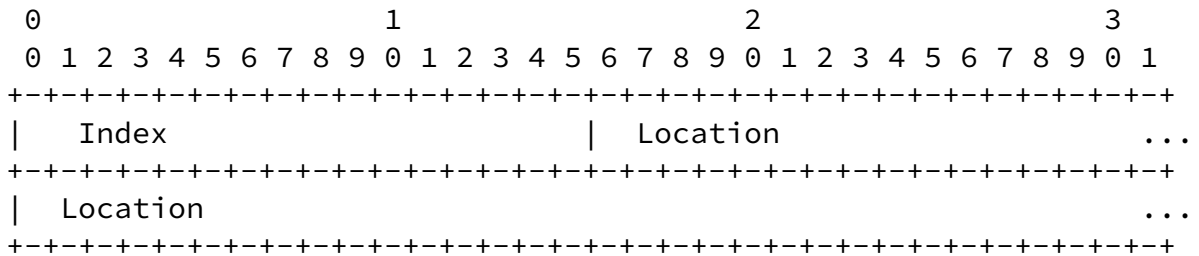 0                   1                   2                   3
 0 1 2 3 4 5 6 7 8 9 0 1 2 3 4 5 6 7 8 9 0 1 2 3 4 5 6 7 8 9 0 1
+-+-+-+-+-+-+-+-+-+-+-+-+-+-+-+-+-+-+-+-+-+-+-+-+-+-+-+-+-+-+-+-+
|   Index                       |  Location                    ...
+-+-+-+-+-+-+-+-+-+-+-+-+-+-+-+-+-+-+-+-+-+-+-+-+-+-+-+-+-+-+-+-+
|  Location                                                    ...
+-+-+-+-+-+-+-+-+-+-+-+-+-+-+-+-+-+-+-+-+-+-+-+-+-+-+-+-+-+-+-+-+